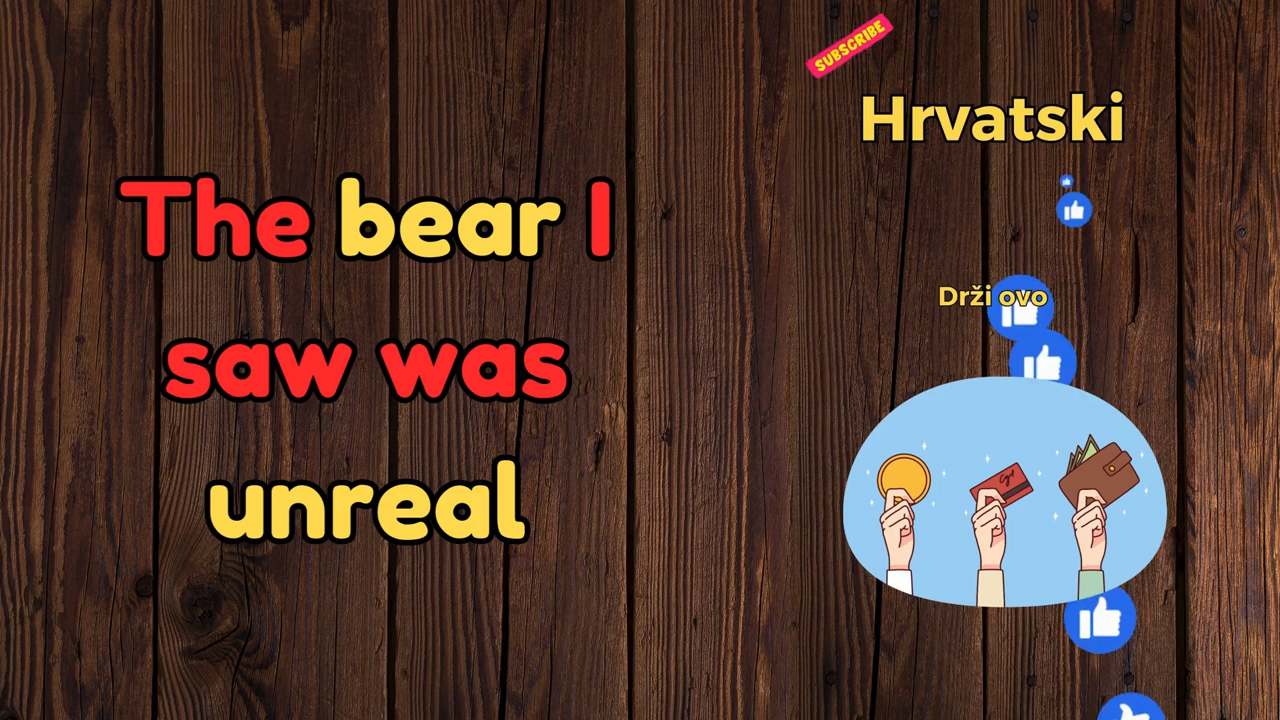 The bear I
saw was
unreal
SUBSCRIBE
Hrvatski
Drži ovo